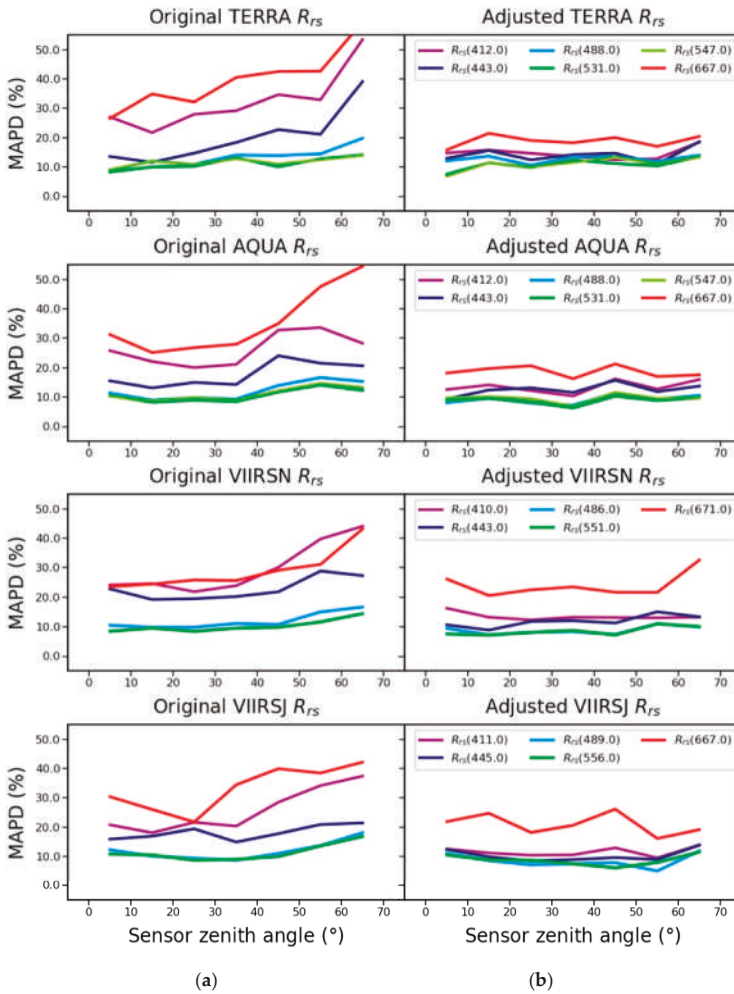 Original TERRA Rrs
Adjusted TERRA Rrs
MAPD (%)
50.0
40.0
30.0
20.0
10.0
0.0
0 10 20 30 40 50 60 70
Rrs(412.0) Rrs(488.0) Rrs(547.0)
Rrs(443.0) Rrs(531.0) Rrs(667.0)
0 10 20 30 40 50 60 70
Original AQUA Rrs
Adjusted AQUA Rrs
MAPD (%)
50.0
40.0
30.0
20.0
10.0
0.0
0 10 20 30 40 50 60 70
Rrs(412.0) Rrs(488.0) Rrs(547.0)
Rrs(443.0) Rrs(531.0) Rrs(667.0)
0 10 20 30 40 50 60 70
Original VIIRSN Rrs
Adjusted VIIRSN Rrs
MAPD (%)
50.0
40.0
30.0
20.0
10.0
0.0
0 10 20 30 40 50 60 70
Rrs(410.0) Rrs(486.0) Rrs(671.0)
Rrs(443.0) Rrs(551.0)
0 10 20 30 40 50 60 70
Original VIIRSJ Rrs
Adjusted VIIRSJ Rrs
MAPD (%)
50.0
40.0
30.0
20.0
10.0
0.0
0 10 20 30 40 50 60 70
Rrs(411.0) Rrs(489.0) Rrs(667.0)
Rrs(445.0) Rrs(556.0)
0 10 20 30 40 50 60 70
Sensor zenith angle (°)
Sensor zenith angle (°)
(a)
(b)